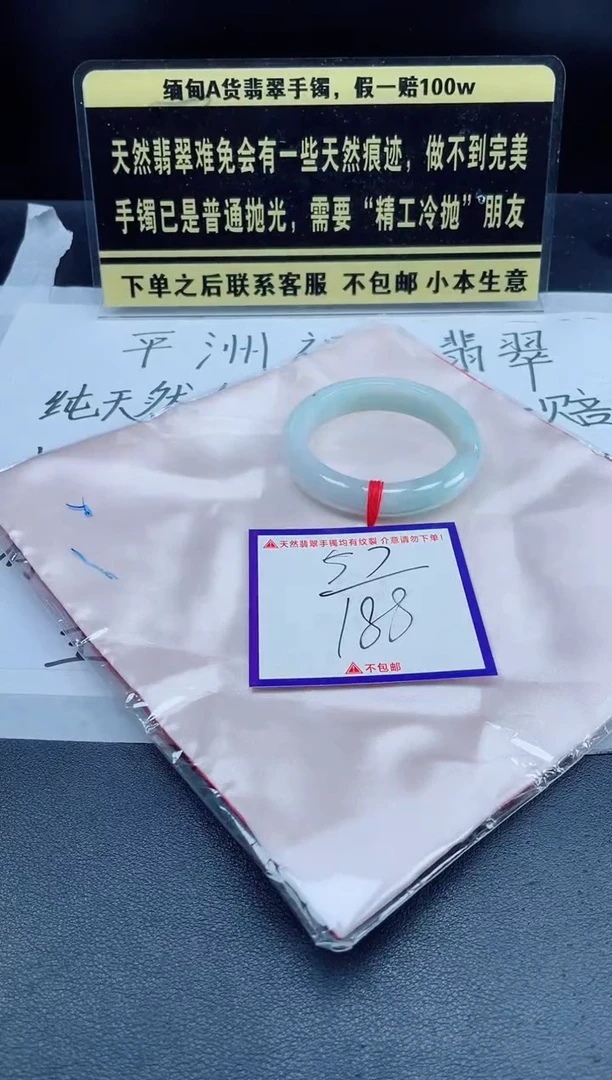 缅甸A货翡翠手镯，假一赔100w
天然翡翠难免会有一些天然痕迹，做不到完美
手镯已是普通抛光，需要“精工冷抛”朋友
下单之后联系客服 不包邮 小本生意
平洲 翡翠
纯天然 赔
天然翡翠手镯均有纹裂 介意请勿下单！
57
188
不包邮